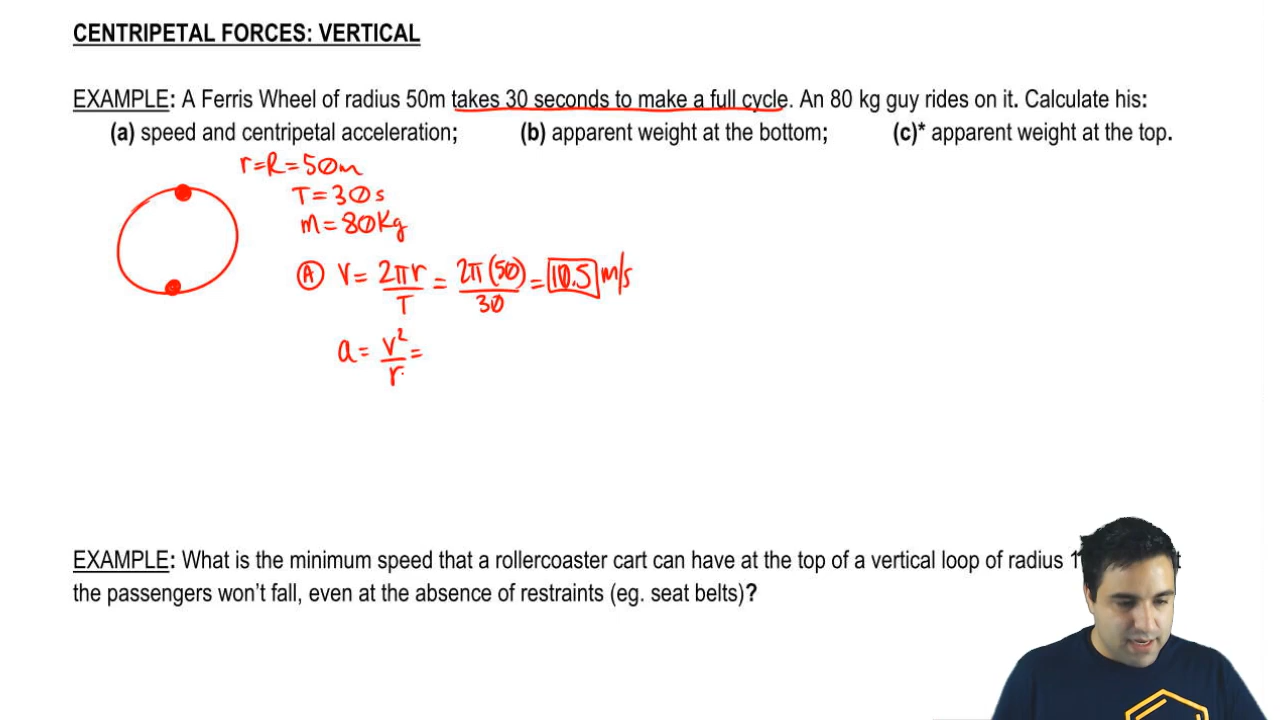 CENTRIPETAL FORCES: VERTICAL
EXAMPLE: A Ferris Wheel of radius 50m takes 30 seconds to make a full cycle. An 80 kg guy rides on it. Calculate his:
(a) speed and centripetal acceleration; (b) apparent weight at the bottom; (c)* apparent weight at the top.
r=R=50m
T=30s
m=80Kg
(A) v = 2πr/T = 2π(50)/30 = 10.5 m/s
a = v²/r =
EXAMPLE: What is the minimum speed that a rollercoaster cart can have at the top of a vertical loop of radius
the passengers won't fall, even at the absence of restraints (eg. seat belts)?